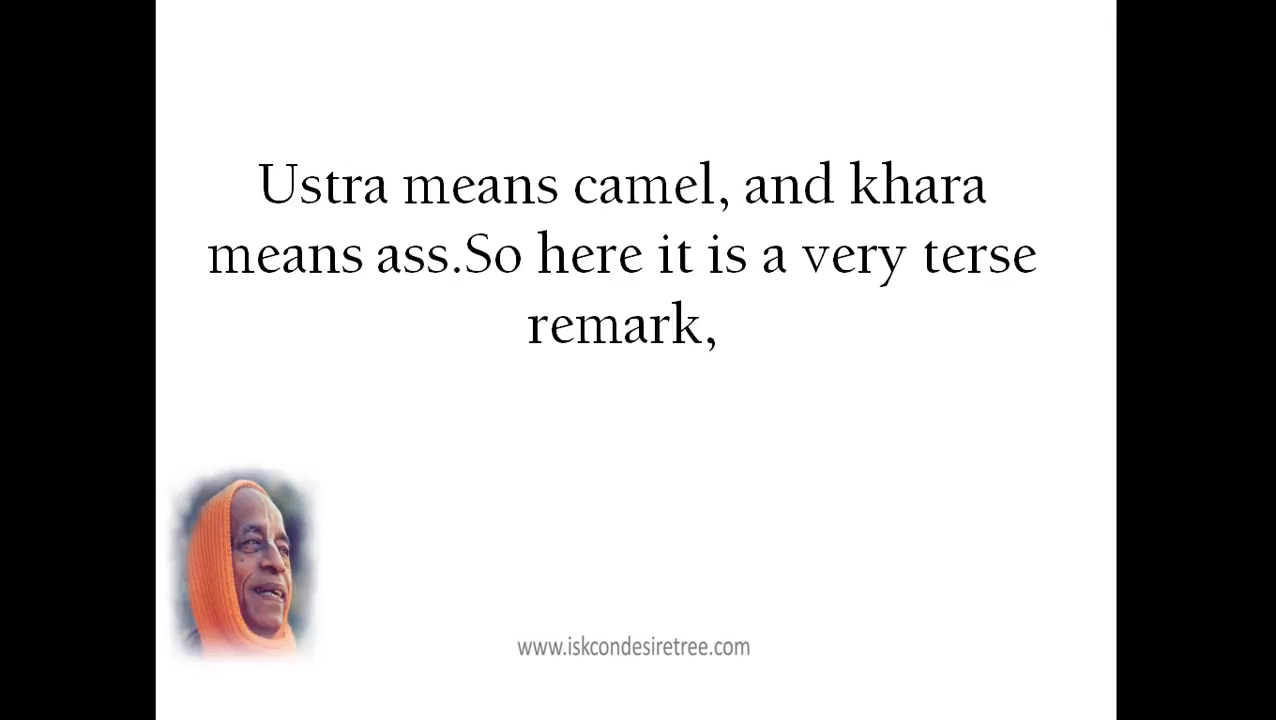 Ustra means camel, and khara
means ass.So here it is a very terse
remark,
www.iskcondesiretree.com